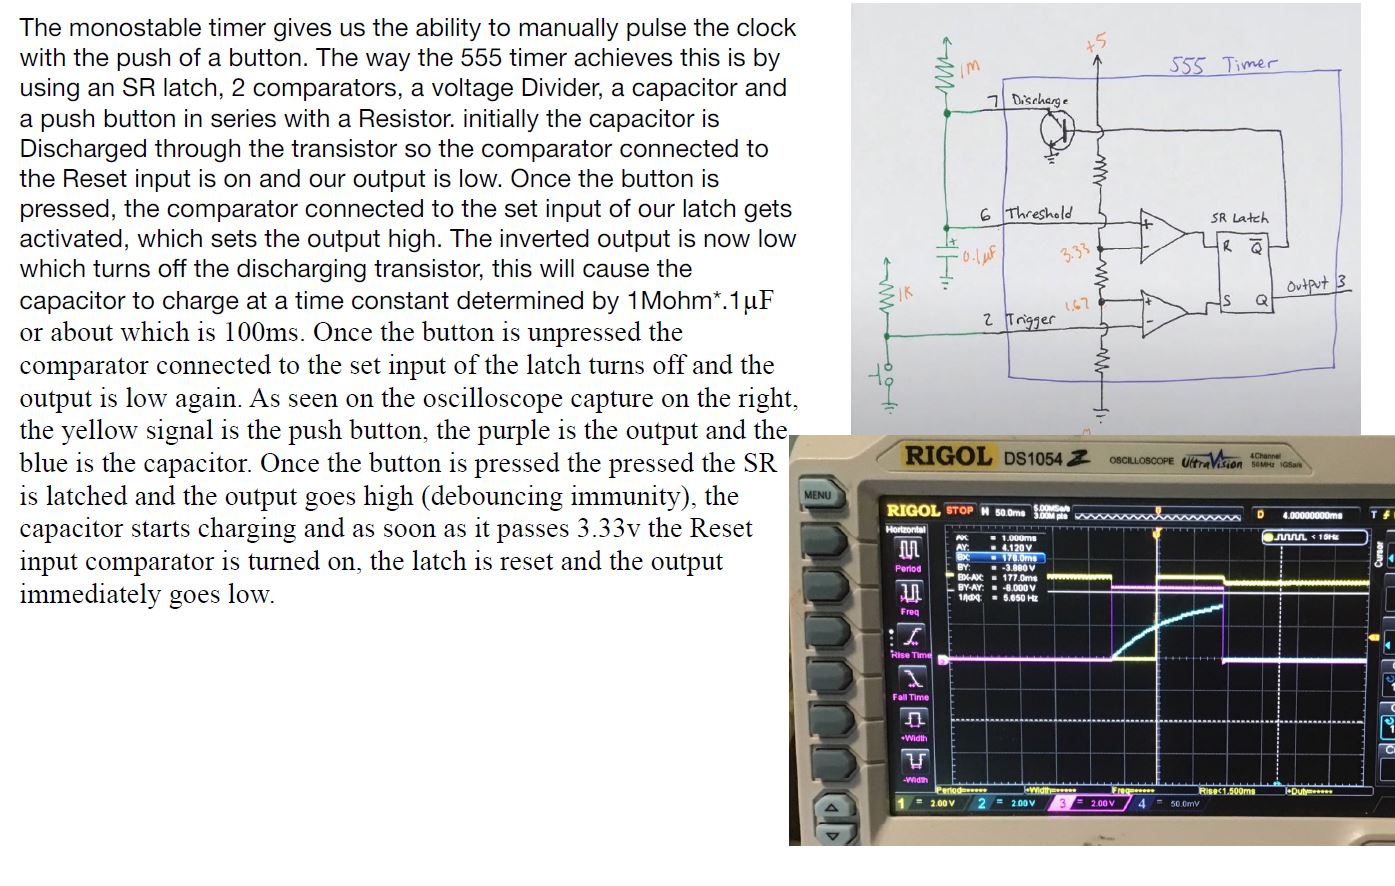 The monostable timer gives us the ability to manually pulse the clock
with the push of a button. The way the 555 timer achieves this is by
using an SR latch, 2 comparators, a voltage Divider, a capacitor and
a push button in series with a Resistor. initially the capacitor is
Discharged through the transistor so the comparator connected to
the Reset input is on and our output is low. Once the button is
pressed, the comparator connected to the set input of our latch gets
activated, which sets the output high. The inverted output is now low
which turns off the discharging transistor, this will cause the
capacitor to charge at a time constant determined by 1Mohm*.1µF
or about which is 100ms. Once the button is unpressed the
comparator connected to the set input of the latch turns off and the
output is low again. As seen on the oscilloscope capture on the right,
the yellow signal is the push button, the purple is the output and the
blue is the capacitor. Once the button is pressed the pressed the SR
is latched and the output goes high (debouncing immunity), the
capacitor starts charging and as soon as it passes 3.33v the Reset
input comparator is turned on, the latch is reset and the output
immediately goes low.
+5
555 Timer
1M
7 Discharge
6 Threshold
SR Latch
R Q̅
0.1µF
3.33
1K
1.67
S Q
Output 3
2 Trigger
RIGOL DS1054Z OSCILLOSCOPE UltraVision 4Channel
50MHz 1GSa/s
MENU
RIGOL STOP H 50.0ms 5.00MSa/s
3.00M pts
D 4.00000000ms T
Horizontal
AX: = 1.000ms
AY: = 4.120 V
BX: = 178.0ms
BY: = -3.880 V
BX-AX: = 177.0ms
BY-AY: = -8.000 V
1/|dX|: = 5.650 Hz
< 15Hz
Cursor
Period
Freq
Rise Time
Fall Time
+Width
-Width
Period=***** +Width=***** Freq=***** Rise<1.500ms +Duty=*****
1 = 2.00 V 2 = 2.00 V 3 = 2.00 V 4 = 50.0mV